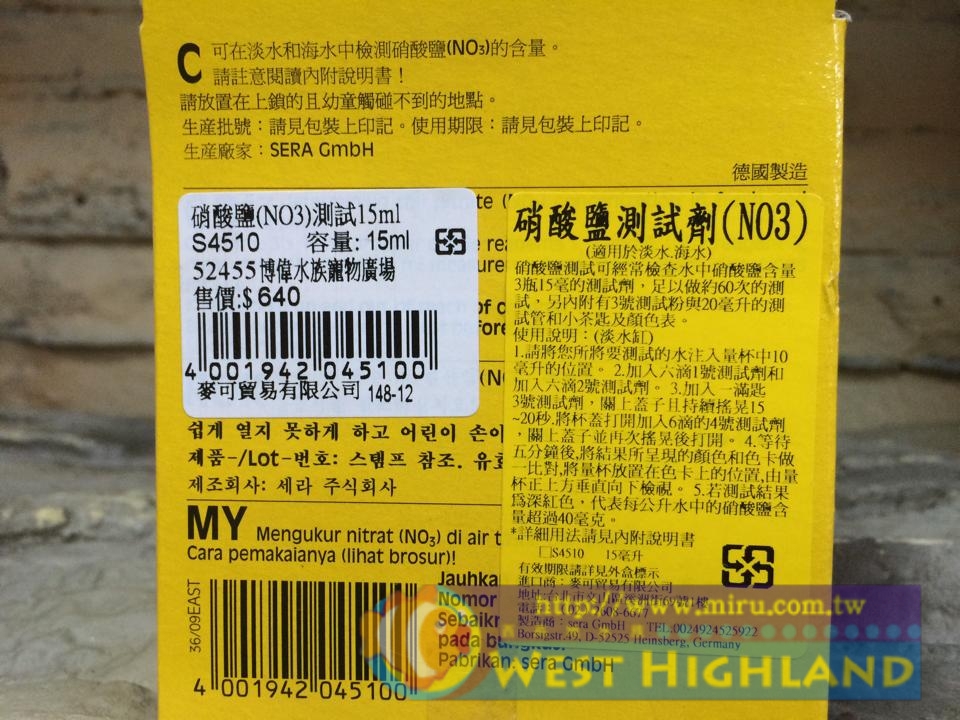 C 可在淡水和海水中檢測硝酸鹽(NO₃)的含量。
請註意閱讀內附說明書！
請放置在上鎖的且幼童觸碰不到的地點。
生產批號：請見包裝上印記。使用期限：請見包裝上印記。
生產廠家：SERA GmbH
德國製造
硝酸鹽(NO3)測試15ml
S4510 容量: 15ml
52455博偉水族寵物廣場
售價:$640
4 001942 045100
麥可貿易有限公司 148-12
硝酸鹽測試劑(NO3)
(適用於淡水.海水)
硝酸鹽測試可經常檢查水中硝酸鹽含量
3瓶15毫升的測試劑，足以做約60次的測
試，另內附有3號測試粉與20毫升的測
試管和小茶匙及顏色表。
使用說明：(淡水缸)
1.請將您所將要測試的水注入量杯中10
毫升的位置。 2.加入六滴1號測試劑和
加入六滴2號測試劑。 3.加入一滿匙
3號測試劑，關上蓋子且持續搖晃15
~20秒.將杯蓋打開加入6滴的4號測試劑
，關上蓋子並再次搖晃後打開。 4.等待
五分鐘後,將結果所呈現的顏色和色卡做
一比對,將量杯放置在色卡上的位置,由量
杯正上方垂直向下檢視。 5.若測試結果
為深紅色，代表每公升水中的硝酸鹽含
量超過40毫克。
*詳細用法請見內附說明書
□S4510 15毫升
有效期限請詳見外盒標示
進口商：麥可貿易有限公司
製造商：sera GmbH TEL:0024924525922
Borsigstr.49, D-52525 Heinsberg, Germany
쉽게 열지 못하게 하고 어린이 손이
제품-/Lot-번호: 스탬프 참조. 유효
제조회사: 세라 주식회사
MY Mengukur nitrat (NO₃) di air t
Cara pemakaianya (lihat brosur)!
Jauhka
Nomor
Sebaikn
pada bungkus.
Pabrikan: sera GmbH
36/09EAST
4 001942 045100
http://www.miru.com.tw
WEST HIGHLAND